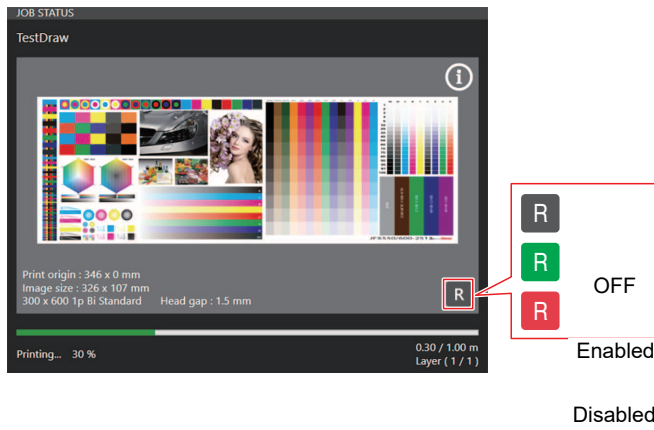 JOB STATUS
TestDraw
i
Print origin : 346 x 0 mm
Image size : 326 x 107 mm
300 x 600 1p Bi Standard Head gap : 1.5 mm
R
Printing... 30 %
0.30 / 1.00 m
Layer ( 1 / 1 )
R
R
R
OFF
Enabled
Disabled